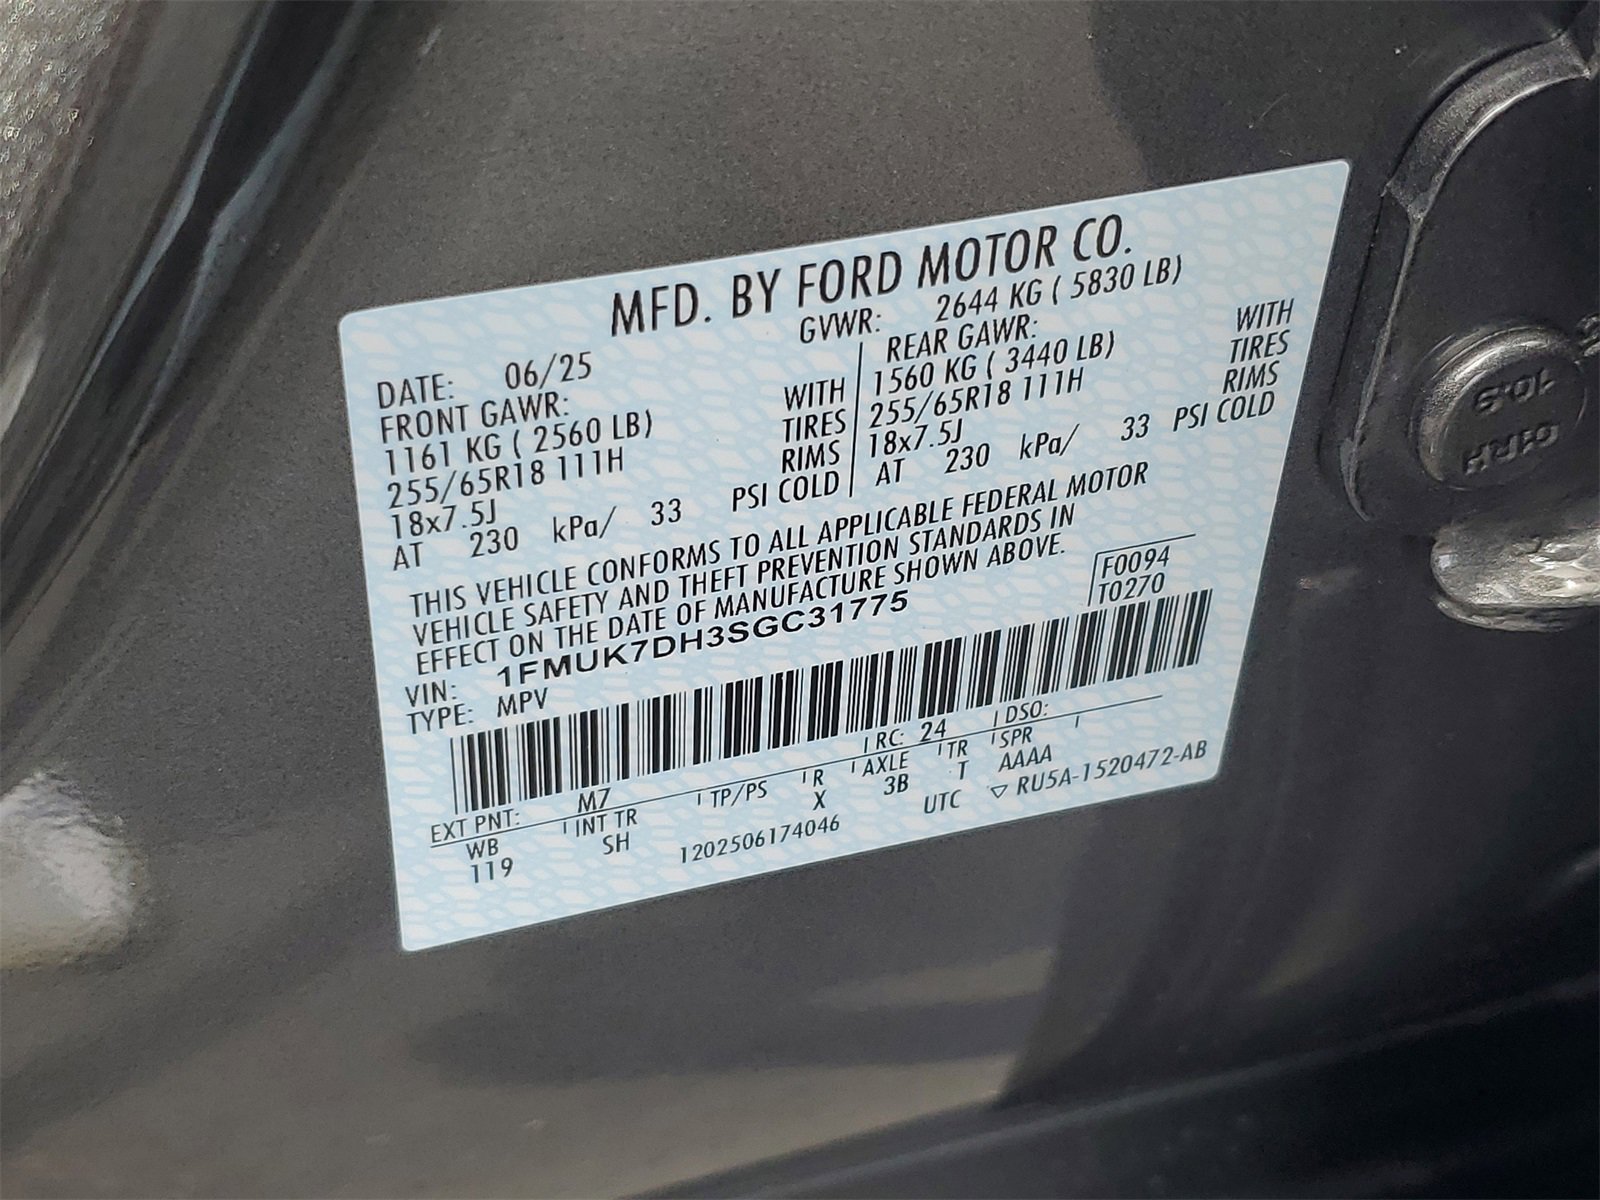 MFD. BY FORD MOTOR CO.
DATE: 06/25 GVWR: 2644 KG ( 5830 LB)
FRONT GAWR: REAR GAWR:
1161 KG ( 2560 LB) WITH 1560 KG ( 3440 LB) WITH
255/65R18 111H TIRES 255/65R18 111H TIRES
18x7.5J RIMS 18x7.5J RIMS
AT 230 kPa/ 33 PSI COLD AT 230 kPa/ 33 PSI COLD
THIS VEHICLE CONFORMS TO ALL APPLICABLE FEDERAL MOTOR
VEHICLE SAFETY AND THEFT PREVENTION STANDARDS IN
EFFECT ON THE DATE OF MANUFACTURE SHOWN ABOVE.
F0094
T0270
VIN: 1FMUK7DH3SGC31775
TYPE: MPV
EXT PNT: M7 RC: 24 DSO:
WB INT TR TP/PS R AXLE TR SPR
119 SH X 3B T AAAA
1202506174046 UTC ▽ RU5A-1520472-AB
10.9